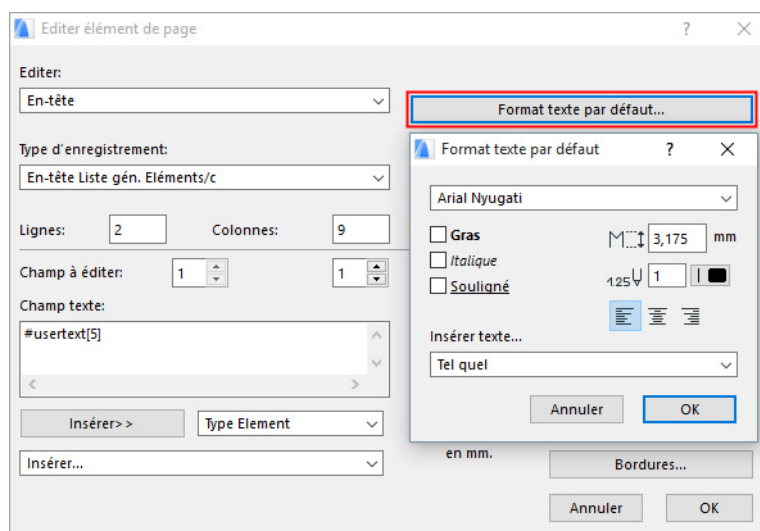 Editer élément de page
Editer:
En-tête
Format texte par défaut...
Type d'enregistrement:
En-tête Liste gén. Eléments/c
Lignes: 2 Colonnes: 9
Champ à éditer: 1 1
Champ texte:
#usertext[5]
Insérer>> Type Element
Insérer...
Format texte par défaut
Arial Nyugati
Gras
3,175 mm
Italique
1.25 1
Souligné
Insérer texte...
Tel quel
Annuler OK
en mm.
Bordures...
Annuler OK